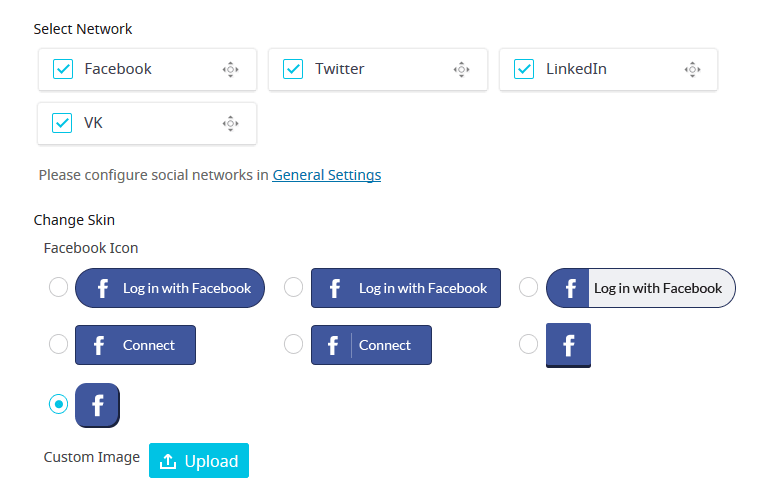 Select Network
Facebook Twitter LinkedIn
VK
Please configure social networks in General Settings
Change Skin
Facebook Icon
f Log in with Facebook f Log in with Facebook f Log in with Facebook
f Connect f Connect f
f
Custom Image Upload